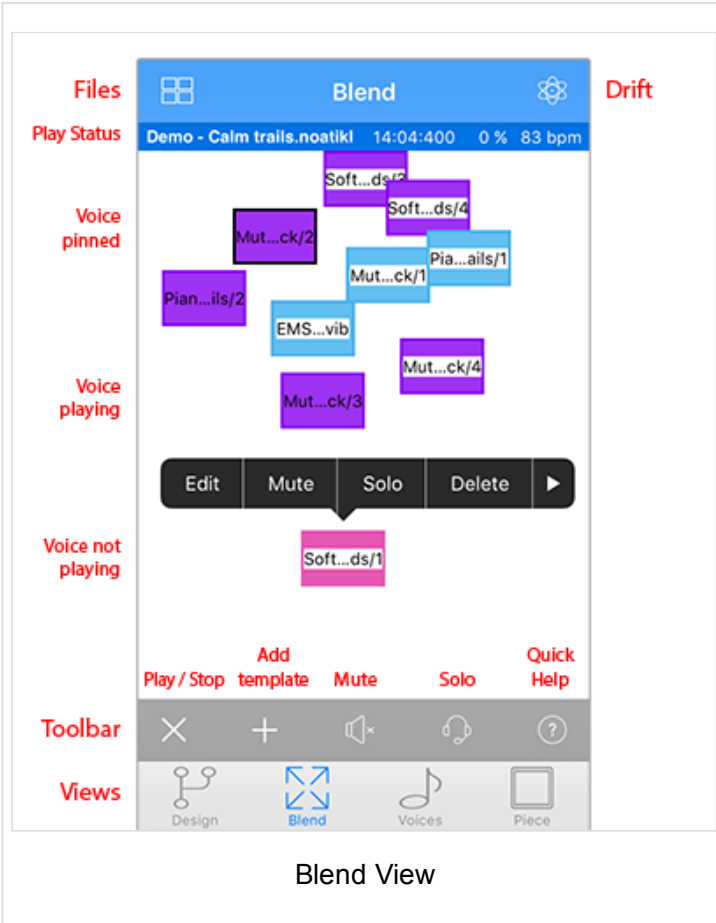 Files
Blend
Drift
Play Status
Demo - Calm trails.noatikl 14:04:400 0 % 83 bpm
Soft...ds/3
Soft...ds/4
Voice
pinned
Mut...ck/2
Pia...ails/1
Mut...ck/1
Pian...ils/2
EMS...vib
Mut...ck/4
Voice
playing
Mut...ck/3
Edit Mute Solo Delete
Voice not
playing
Soft...ds/1
Play / Stop
Add
template
Mute
Solo
Quick
Help
Toolbar
Views
Design Blend Voices Piece
Blend View